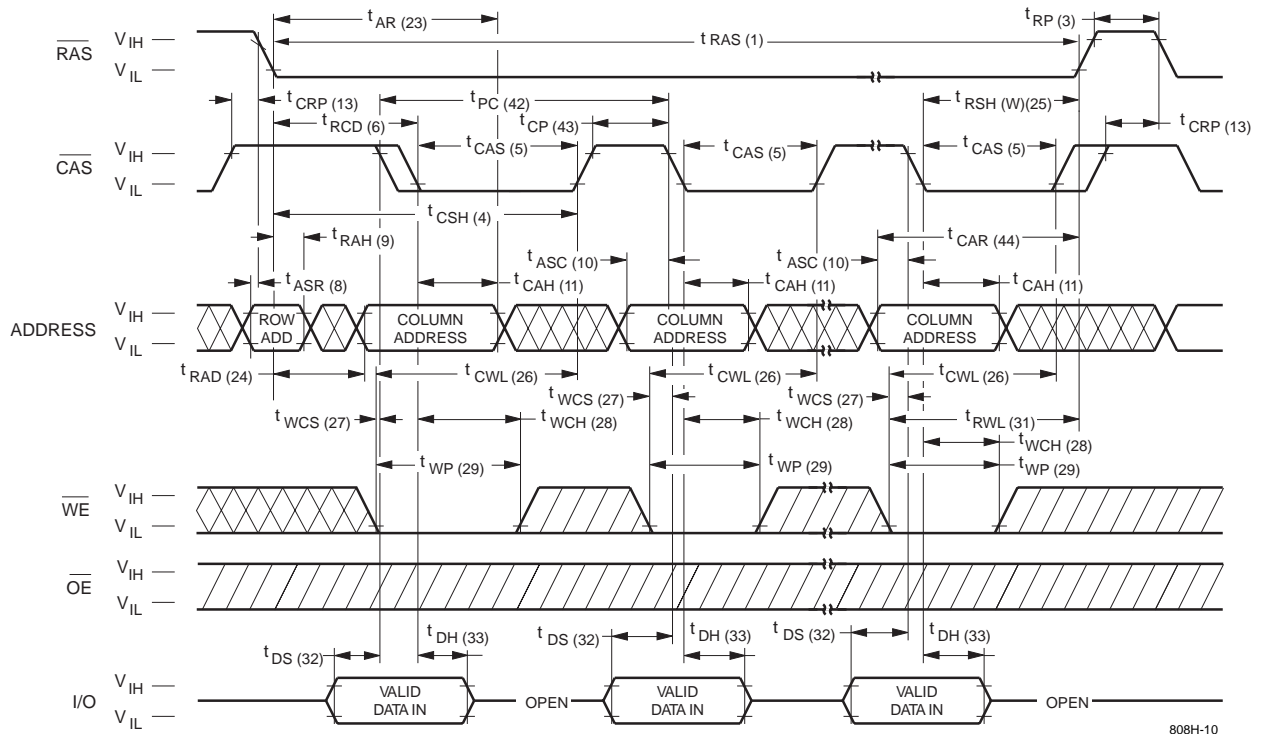 t AR (23)
t RP (3)
RAS
V IH
V IL
t RAS (1)
t CRP (13)
t PC (42)
t RSH (W)(25)
t RCD (6)
t CP (43)
t CRP (13)
CAS
V IH
V IL
t CAS (5)
t CAS (5)
t CAS (5)
t CSH (4)
t RAH (9)
t CAR (44)
t ASC (10)
t ASC (10)
t ASR (8)
t CAH (11)
t CAH (11)
t CAH (11)
ADDRESS
V IH
V IL
ROW
ADD
COLUMN
ADDRESS
COLUMN
ADDRESS
COLUMN
ADDRESS
t RAD (24)
t CWL (26)
t CWL (26)
t CWL (26)
t WCS (27)
t WCS (27)
t WCS (27)
t WCH (28)
t WCH (28)
t RWL (31)
t WCH (28)
t WP (29)
t WP (29)
t WP (29)
WE
V IH
V IL
OE
V IH
V IL
t DS (32)
t DH (33)
t DS (32)
t DH (33)
t DS (32)
t DH (33)
I/O
V IH
V IL
VALID
DATA IN
OPEN
VALID
DATA IN
VALID
DATA IN
OPEN
808H-10